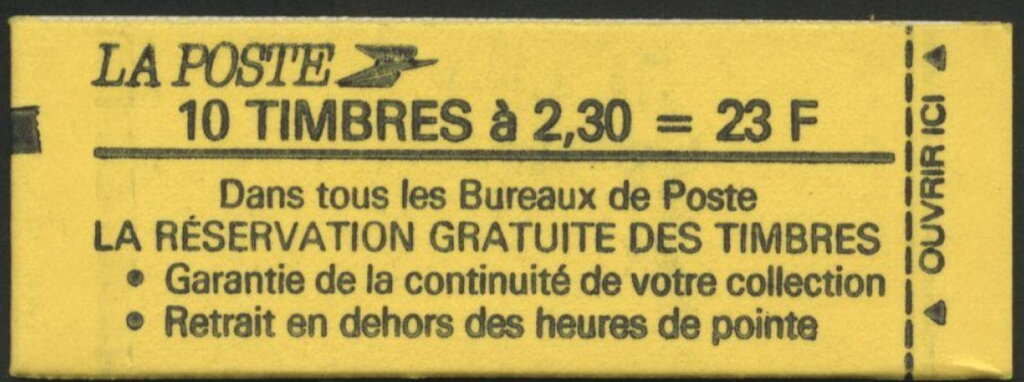 LA POSTE
10 TIMBRES à 2,30 = 23 F
Dans tous les Bureaux de Poste
LA RÉSERVATION GRATUITE DES TIMBRES
• Garantie de la continuité de votre collection
• Retrait en dehors des heures de pointe
▲ OUVRIR ICI ▲